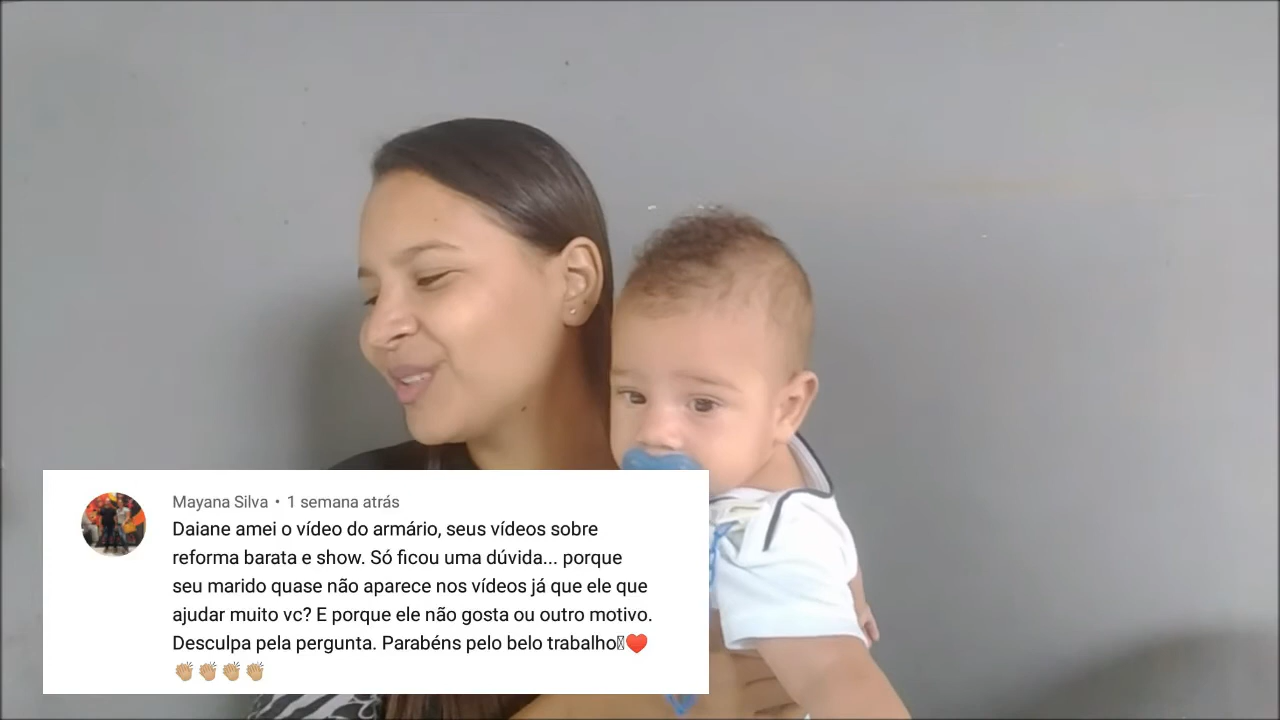 Mayana Silva • 1 semana atrás
Daiane amei o vídeo do armário, seus vídeos sobre
reforma barata e show. Só ficou uma dúvida... porque
seu marido quase não aparece nos vídeos já que ele que
ajudar muito vc? E porque ele não gosta ou outro motivo.
Desculpa pela pergunta. Parabéns pelo belo trabalho▯❤️
👏🏼👏🏼👏🏼👏🏼